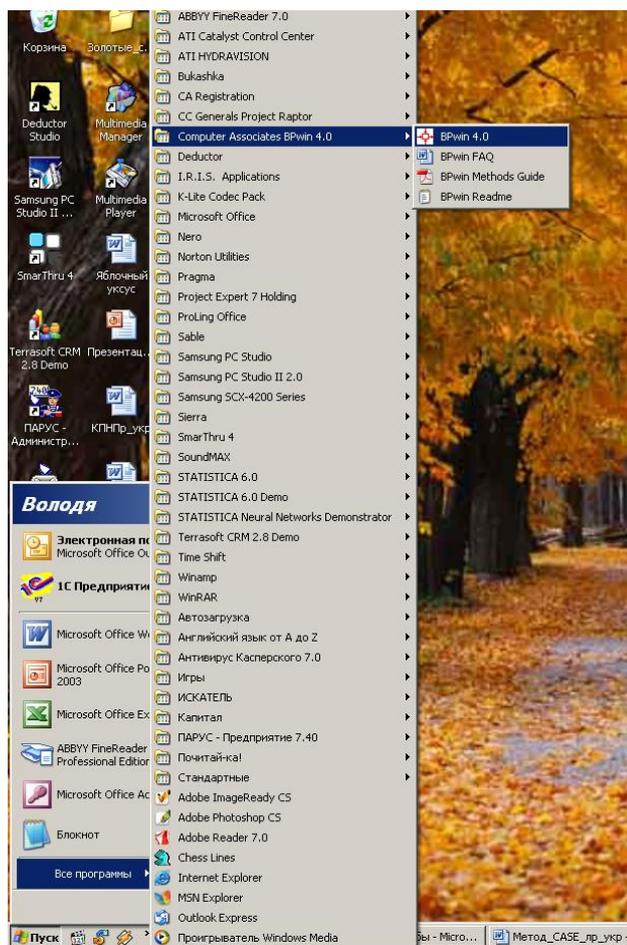 Корзина
Золотые_с...
Deductor Studio
Multimedia Manager
Samsung PC Studio II ...
Multimedia Player
SmarThru 4
Яблочный уксус
Terrasoft CRM 2.8 Demo
Презентац...
ПАРУС - Администр...
КПНПр_укр
Володя
Электронная по
Microsoft Office Ou
1С Предприятие
Microsoft Office Wo
Microsoft Office Po
2003
Microsoft Office Ex
ABBYY FineReader
Professional Edition
Microsoft Office Ac
Блокнот
Все программы
Пуск
ABBYY FineReader 7.0
ATI Catalyst Control Center
ATI HYDRAVISION
Bukashka
CA Registration
CC Generals Project Raptor
Computer Associates BPwin 4.0
Deductor
I.R.I.S. Applications
K-Lite Codec Pack
Microsoft Office
Nero
Norton Utilities
Pragma
Project Expert 7 Holding
ProLing Office
Sable
Samsung PC Studio
Samsung PC Studio II 2.0
Samsung SCX-4200 Series
Sierra
SmarThru 4
SoundMAX
STATISTICA 6.0
STATISTICA 6.0 Demo
STATISTICA Neural Networks Demonstrator
Terrasoft CRM 2.8 Demo
Time Shift
Winamp
WinRAR
Автозагрузка
Английский язык от А до Z
Антивирус Касперского 7.0
Игры
ИСКАТЕЛЬ
Капитал
ПАРУС - Предприятие 7.40
Почитай-ка!
Стандартные
Adobe ImageReady CS
Adobe Photoshop CS
Adobe Reader 7.0
Chess Lines
Internet Explorer
MSN Explorer
Outlook Express
Проигрыватель Windows Media
BPwin 4.0
BPwin FAQ
BPwin Methods Guide
BPwin Readme
бы - Micro...
Метод_CASE_лр_укр -